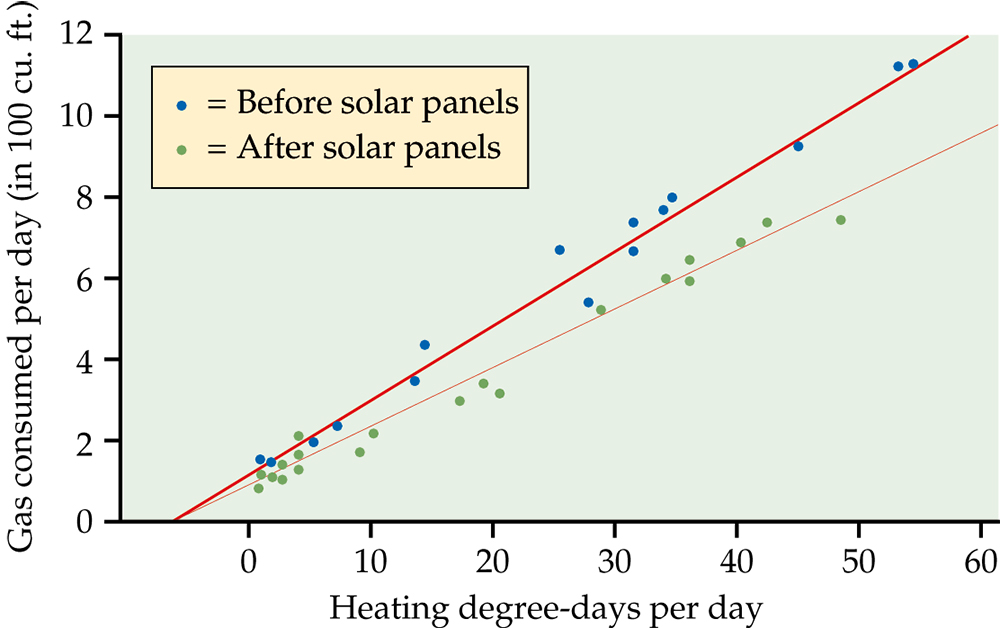 Gas consumed per day (in 100 cu. ft.)
12
10
8
6
4
2
0
= Before solar panels
= After solar panels
0 10 20 30 40 50 60
Heating degree-days per day